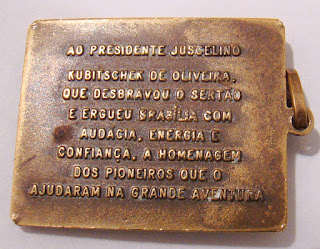 AO PRESIDENTE JUSCELINO
KUBITSCHEK DE OLIVEIRA,
QUE DESBRAVOU O SERTÃO
E ERGUEU BRASÍLIA COM
AUDACIA, ENERGIA E
CONFIANÇA, A HOMENAGEM
DOS PIONEIROS QUE O
AJUDARAM NA GRANDE AVENTURA